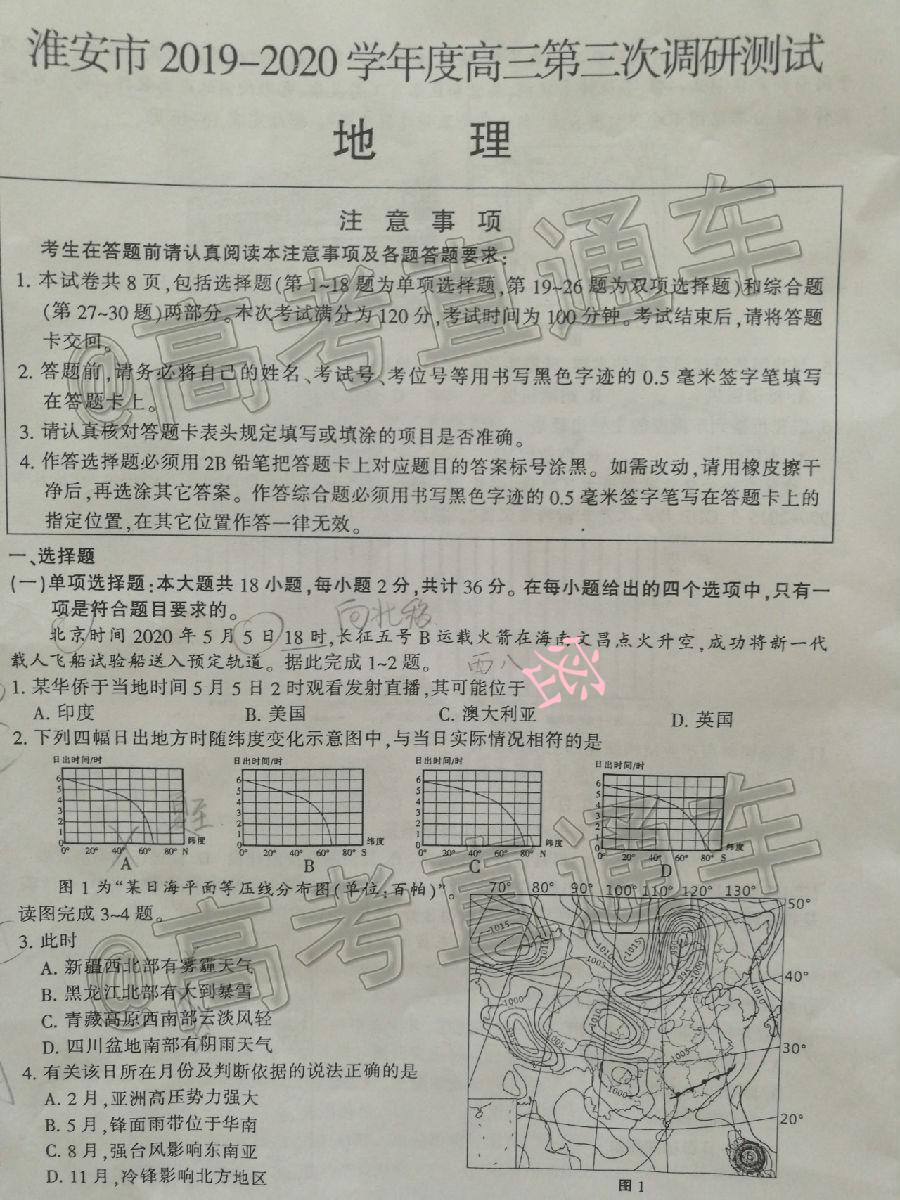 淮安市 2019-2020 学年度高三第三次调研测试
地 理
注 意 事 项
考生在答题前请认真阅读本注意事项及各题答题要求:
1. 本试卷共 8 页,包括选择题(第 1~18 题为单项选择题,第 19~26 题为双项选择题)和综合题
(第 27~30 题)两部分。本次考试满分为 120 分,考试时间为 100 分钟。考试结束后,请将答题
卡交回。
2. 答题前,请务必将自己的姓名、考试号、考位号等用书写黑色字迹的 0.5 毫米签字笔填写
在答题卡上。
3. 请认真核对答题卡表头规定填写或填涂的项目是否准确。
4. 作答选择题必须用 2B 铅笔把答题卡上对应题目的答案标号涂黑。如需改动,请用橡皮擦干
净后,再选涂其它答案。作答综合题必须用书写黑色字迹的 0.5 毫米签字笔写在答题卡上的
指定位置,在其它位置作答一律无效。
@高考直通车
一、选择题
(一)单项选择题:本大题共 18 小题,每小题 2 分,共计 36 分。在每小题给出的四个选项中,只有一
项是符合题目要求的。
向北移
北京时间 2020 年 5 月 5 日 18 时,长征五号 B 运载火箭在海南文昌点火升空,成功将新一代
载人飞船试验船送入预定轨道。据此完成 1~2 题。
西八
密
1. 某华侨于当地时间 5 月 5 日 2 时观看发射直播,其可能位于
A. 印度 B. 美国 C. 澳大利亚 D. 英国
2. 下列四幅日出地方时随纬度变化示意图中,与当日实际情况相符的是
日出时间/时 日出时间/时 日出时间/时 日出时间/时
6 6 6 6
5 5 5 5
4 4 4 4
3 3 3 3
2 2 2 2
1 1 1 1
0° 20° 40° 60° 80° N 纬度
0° 20° 40° 60° 80° S 纬度
0° 20° 40° 60° 80° S 纬度
0° 20° 40° 60° 80° N 纬度
A B C D
夏至
图 1 为“某日海平面等压线分布图(单位:百帕)”。
读图完成 3~4 题。
@高考直通车
3. 此时
A. 新疆西北部有雾霾天气
B. 黑龙江北部有大到暴雪
C. 青藏高原西南部云淡风轻
D. 四川盆地南部有阴雨天气
4. 有关该日所在月份及判断依据的说法正确的是
A. 2 月,亚洲高压势力强大
B. 5 月,锋面雨带位于华南
C. 8 月,强台风影响东南亚
D. 11 月,冷锋影响北方地区
70° 80° 90° 100° 110° 120° 130°
50°
40°
30°
20°
1015
1015
1005
1005
1010
1000
1010
1005
1000
图 1